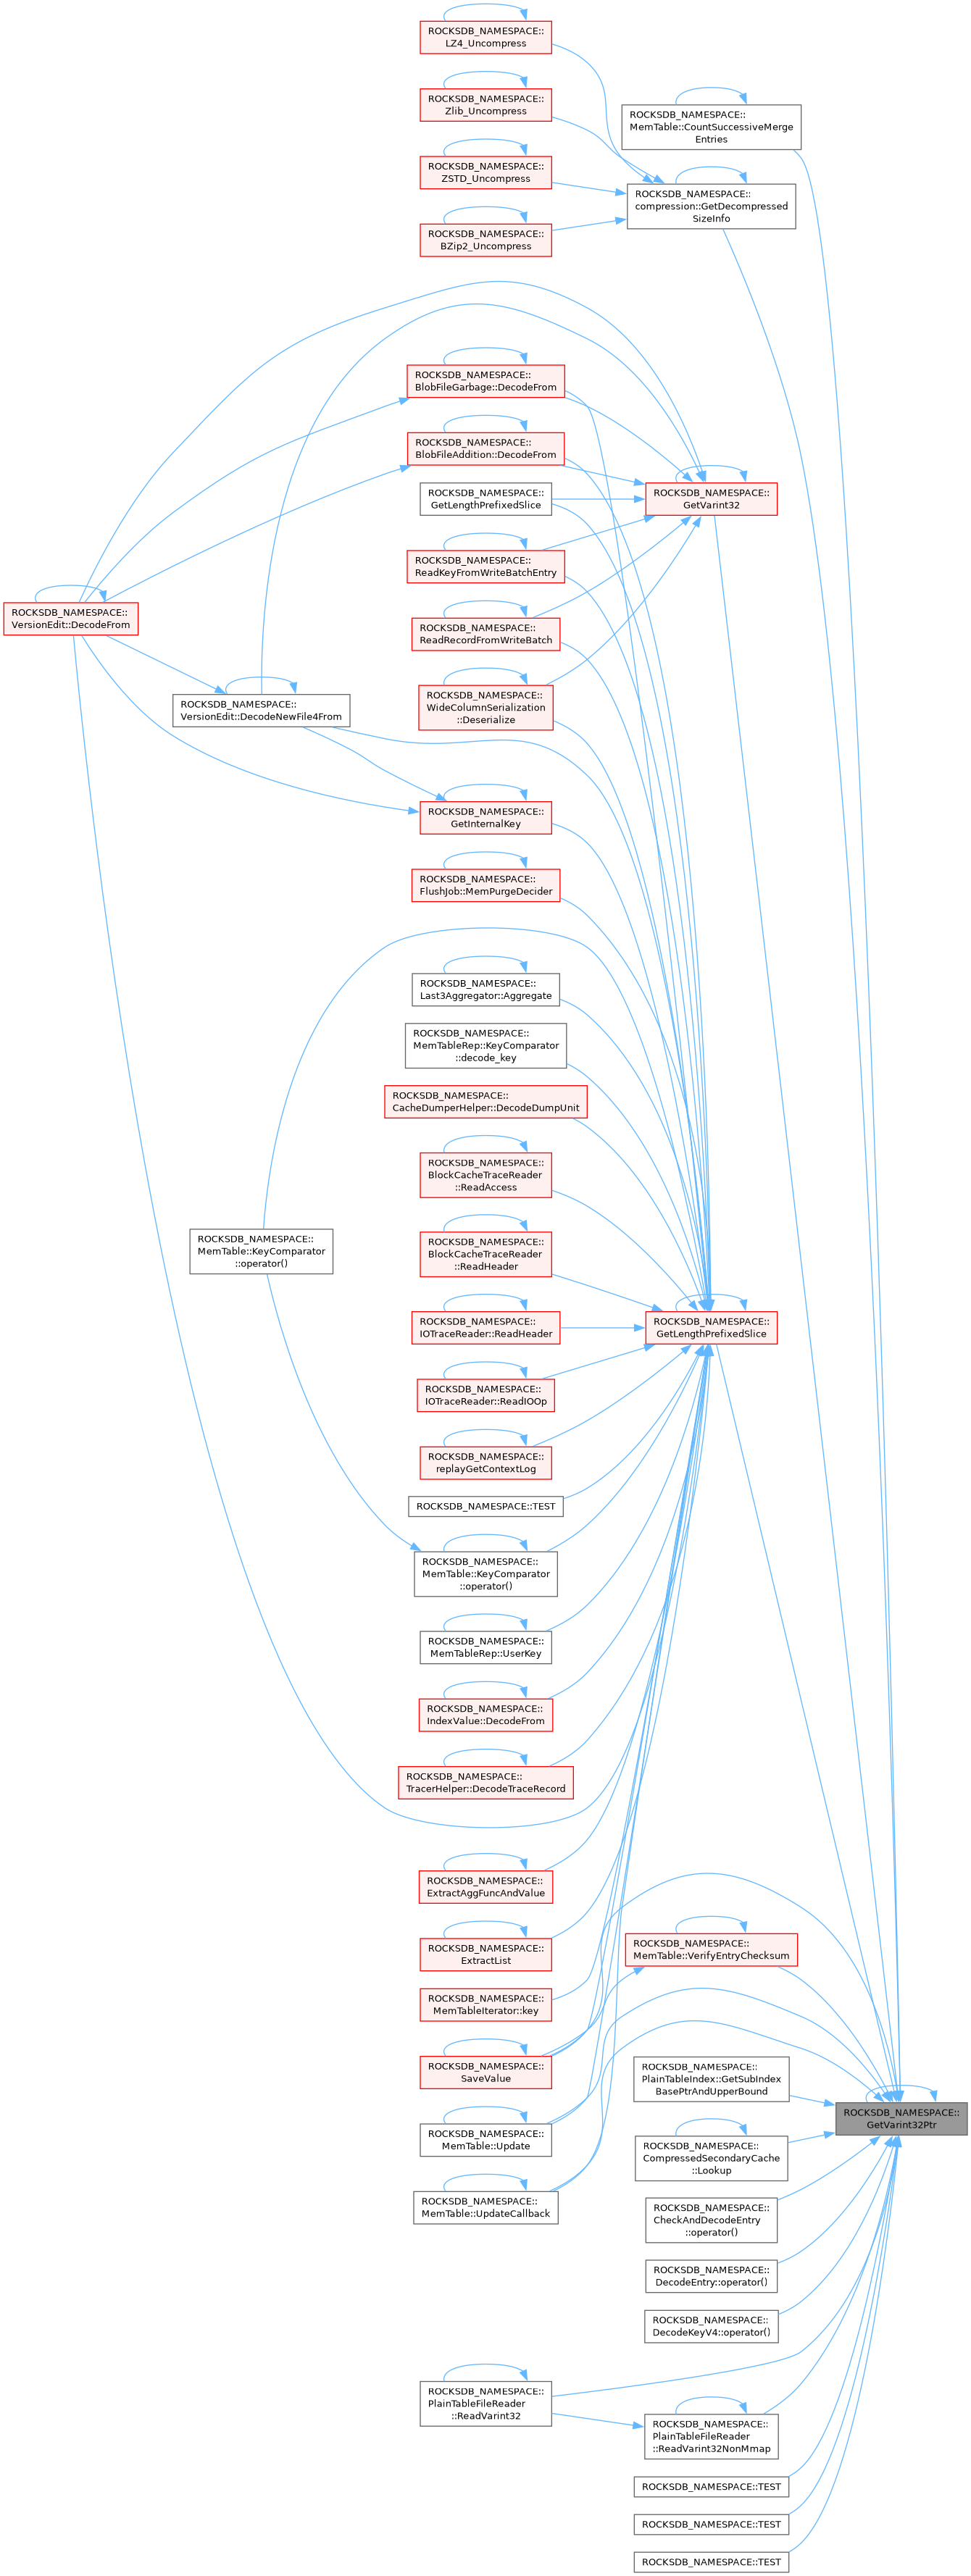 ROCKSDB_NAMESPACE::
LZ4_Uncompress
ROCKSDB_NAMESPACE::
Zlib_Uncompress
ROCKSDB_NAMESPACE::
MemTable::CountSuccessiveMerge
Entries
ROCKSDB_NAMESPACE::
ZSTD_Uncompress
ROCKSDB_NAMESPACE::
compression::GetDecompressed
SizeInfo
ROCKSDB_NAMESPACE::
BZip2_Uncompress
ROCKSDB_NAMESPACE::
BlobFileGarbage::DecodeFrom
ROCKSDB_NAMESPACE::
BlobFileAddition::DecodeFrom
ROCKSDB_NAMESPACE::
GetLengthPrefixedSlice
ROCKSDB_NAMESPACE::
GetVarint32
ROCKSDB_NAMESPACE::
ReadKeyFromWriteBatchEntry
ROCKSDB_NAMESPACE::
VersionEdit::DecodeFrom
ROCKSDB_NAMESPACE::
ReadRecordFromWriteBatch
ROCKSDB_NAMESPACE::
WideColumnSerialization
::Deserialize
ROCKSDB_NAMESPACE::
VersionEdit::DecodeNewFile4From
ROCKSDB_NAMESPACE::
GetInternalKey
ROCKSDB_NAMESPACE::
FlushJob::MemPurgeDecider
ROCKSDB_NAMESPACE::
Last3Aggregator::Aggregate
ROCKSDB_NAMESPACE::
MemTableRep::KeyComparator
::decode_key
ROCKSDB_NAMESPACE::
CacheDumperHelper::DecodeDumpUnit
ROCKSDB_NAMESPACE::
BlockCacheTraceReader
::ReadAccess
ROCKSDB_NAMESPACE::
MemTable::KeyComparator
::operator()
ROCKSDB_NAMESPACE::
BlockCacheTraceReader
::ReadHeader
ROCKSDB_NAMESPACE::
IOTraceReader::ReadHeader
ROCKSDB_NAMESPACE::
GetLengthPrefixedSlice
ROCKSDB_NAMESPACE::
IOTraceReader::ReadIOOp
ROCKSDB_NAMESPACE::
replayGetContextLog
ROCKSDB_NAMESPACE::TEST
ROCKSDB_NAMESPACE::
MemTable::KeyComparator
::operator()
ROCKSDB_NAMESPACE::
MemTableRep::UserKey
ROCKSDB_NAMESPACE::
IndexValue::DecodeFrom
ROCKSDB_NAMESPACE::
TracerHelper::DecodeTraceRecord
ROCKSDB_NAMESPACE::
ExtractAggFuncAndValue
ROCKSDB_NAMESPACE::
ExtractList
ROCKSDB_NAMESPACE::
MemTable::VerifyEntryChecksum
ROCKSDB_NAMESPACE::
MemTableIterator::key
ROCKSDB_NAMESPACE::
SaveValue
ROCKSDB_NAMESPACE::
PlainTableIndex::GetSubIndex
BasePtrAndUpperBound
ROCKSDB_NAMESPACE::
GetVarint32Ptr
ROCKSDB_NAMESPACE::
MemTable::Update
ROCKSDB_NAMESPACE::
CompressedSecondaryCache
::Lookup
ROCKSDB_NAMESPACE::
MemTable::UpdateCallback
ROCKSDB_NAMESPACE::
CheckAndDecodeEntry
::operator()
ROCKSDB_NAMESPACE::
DecodeEntry::operator()
ROCKSDB_NAMESPACE::
DecodeKeyV4::operator()
ROCKSDB_NAMESPACE::
PlainTableFileReader
::ReadVarint32
ROCKSDB_NAMESPACE::
PlainTableFileReader
::ReadVarint32NonMmap
ROCKSDB_NAMESPACE::TEST
ROCKSDB_NAMESPACE::TEST
ROCKSDB_NAMESPACE::TEST